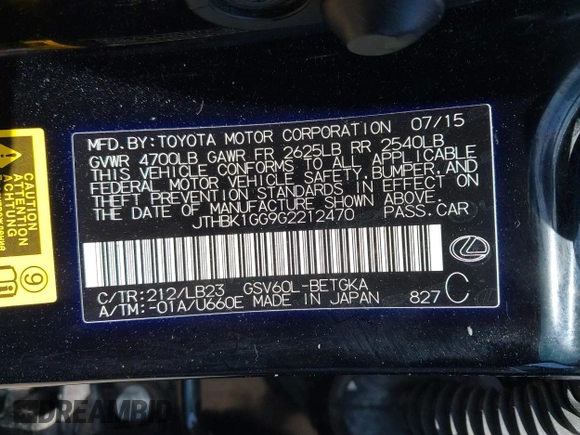 MFD.BY:TOYOTA MOTOR CORPORATION 07/15
GVWR 4700LB GAWR FR 2625LB RR 2540LB
THIS VEHICLE CONFORMS TO ALL APPLICABLE
FEDERAL MOTOR VEHICLE SAFETY,BUMPER,AND
THEFT PREVENTION STANDARDS IN EFFECT ON
THE DATE OF MANUFACTURE SHOWN ABOVE.
JTHBK1GG9G2212470 PASS.CAR
C/TR:212/LB23 GSV60L-BETGKA
A/TM:-01A/U660E MADE IN JAPAN 827 C
CAUTION
ACHTUNG
9
DREAMBID